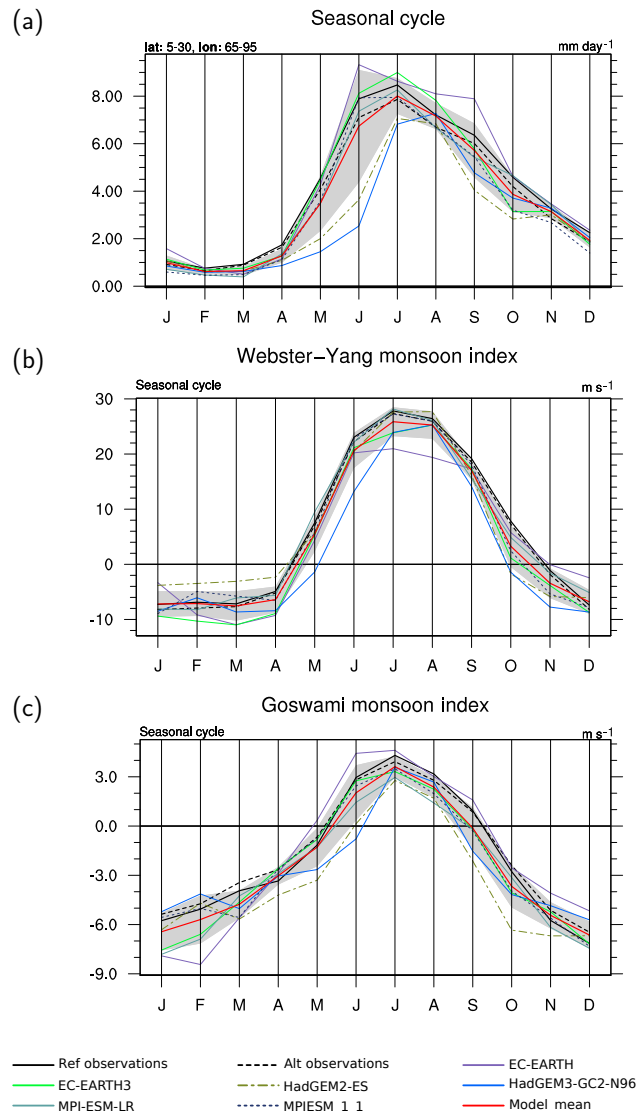 (a)
Seasonal cycle
lat: 5-30, lon: 65-95
mm day-1
8.00
6.00
4.00
2.00
0.00
J F M A M J J A S O N D
(b)
Webster−Yang monsoon index
Seasonal cycle
m s-1
30
20
10
0
-10
J F M A M J J A S O N D
(c)
Goswami monsoon index
Seasonal cycle
m s-1
3.0
0.0
-3.0
-6.0
-9.0
J F M A M J J A S O N D
Ref observations
Alt observations
EC-EARTH
EC-EARTH3
HadGEM2-ES
HadGEM3-GC2-N96
MPI-ESM-LR
MPIESM_1_1
Model_mean